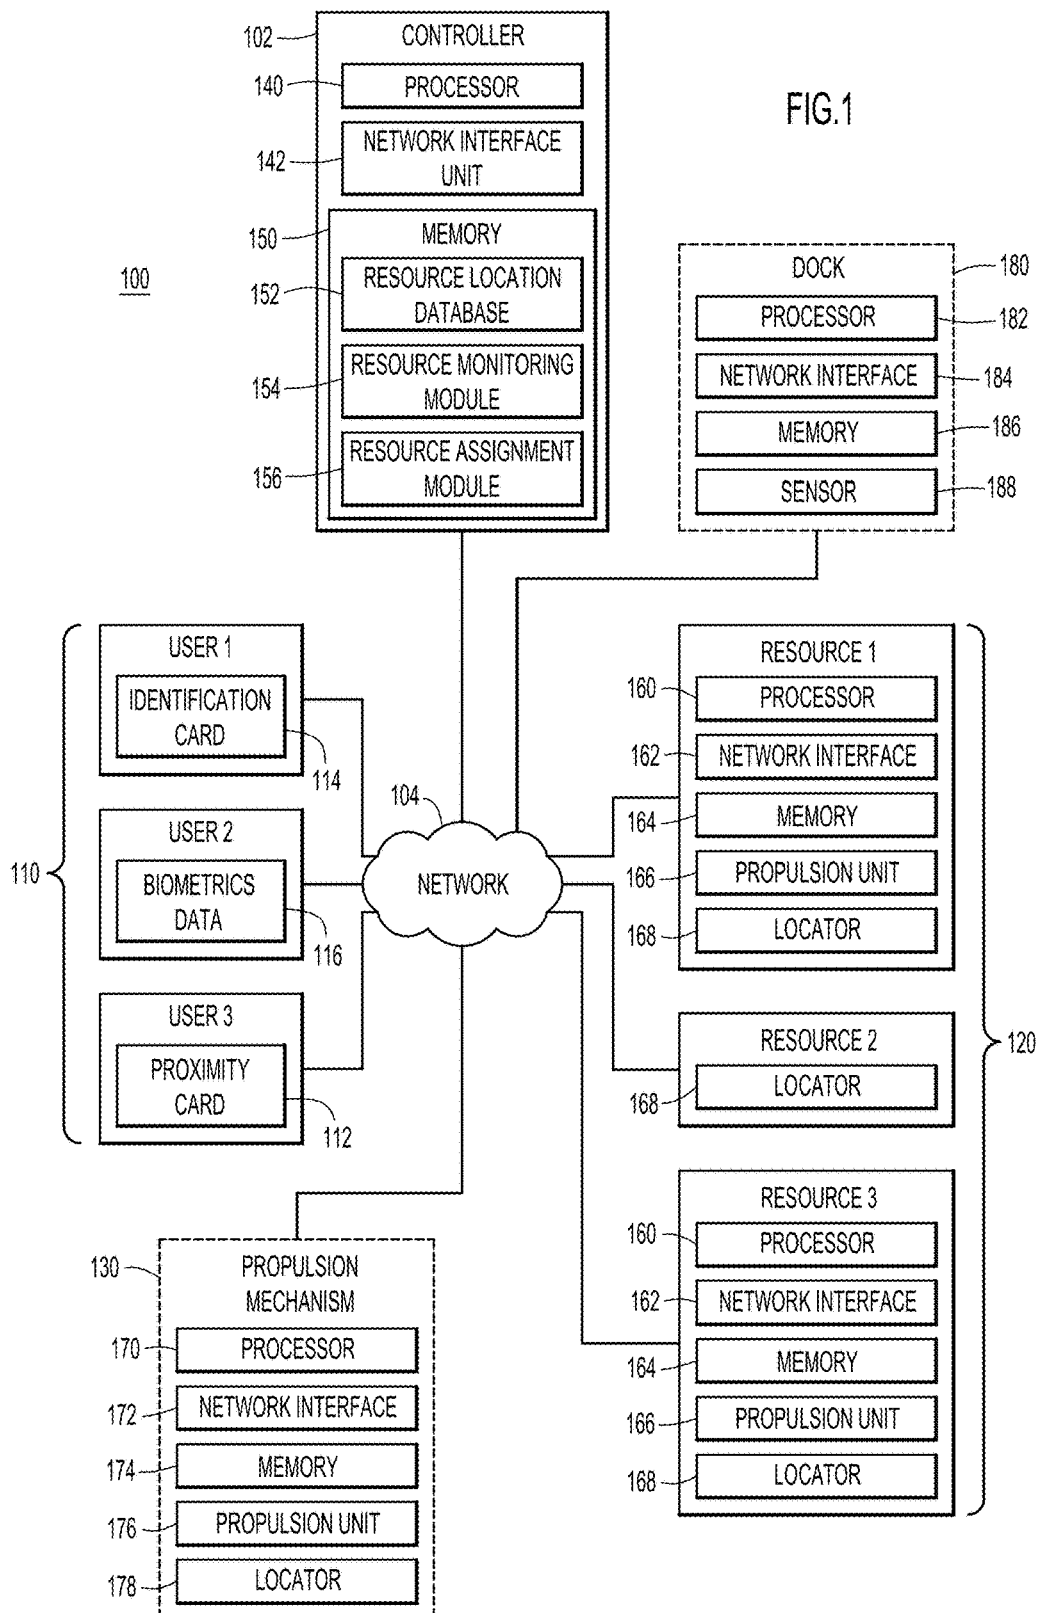 FIG.1
100
102
CONTROLLER
140
PROCESSOR
142
NETWORK INTERFACE
UNIT
150
MEMORY
152
RESOURCE LOCATION
DATABASE
154
RESOURCE MONITORING
MODULE
156
RESOURCE ASSIGNMENT
MODULE
DOCK
180
PROCESSOR
182
NETWORK INTERFACE
184
MEMORY
186
SENSOR
188
110
USER 1
IDENTIFICATION
CARD
114
USER 2
BIOMETRICS
DATA
116
USER 3
PROXIMITY
CARD
112
104
NETWORK
120
RESOURCE 1
160
PROCESSOR
162
NETWORK INTERFACE
164
MEMORY
166
PROPULSION UNIT
168
LOCATOR
RESOURCE 2
168
LOCATOR
RESOURCE 3
160
PROCESSOR
162
NETWORK INTERFACE
164
MEMORY
166
PROPULSION UNIT
168
LOCATOR
130
PROPULSION
MECHANISM
170
PROCESSOR
172
NETWORK INTERFACE
174
MEMORY
176
PROPULSION UNIT
178
LOCATOR